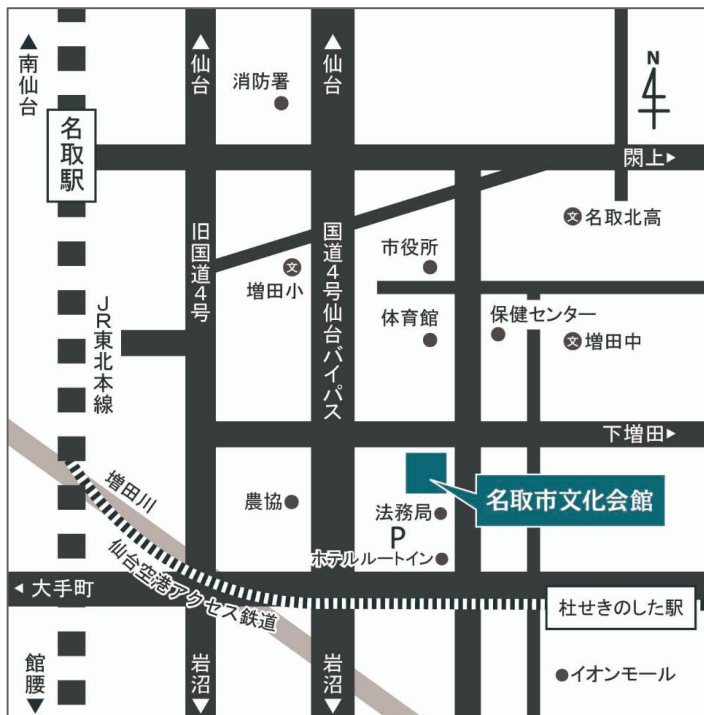 ▲南仙台
▲仙台
▲仙台
消防署
N
名取駅
閖上▶
名取北高
文
旧国道4号
国道4号仙台バイパス
市役所
文
増田小
JR東北本線
体育館
保健センター
文
増田中
下増田▶
増田川
農協
法務局
名取市文化会館
P
ホテルルートイン
仙台空港アクセス鉄道
◀大手町
杜せきのした駅
館腰▼
岩沼▼
岩沼▼
イオンモール